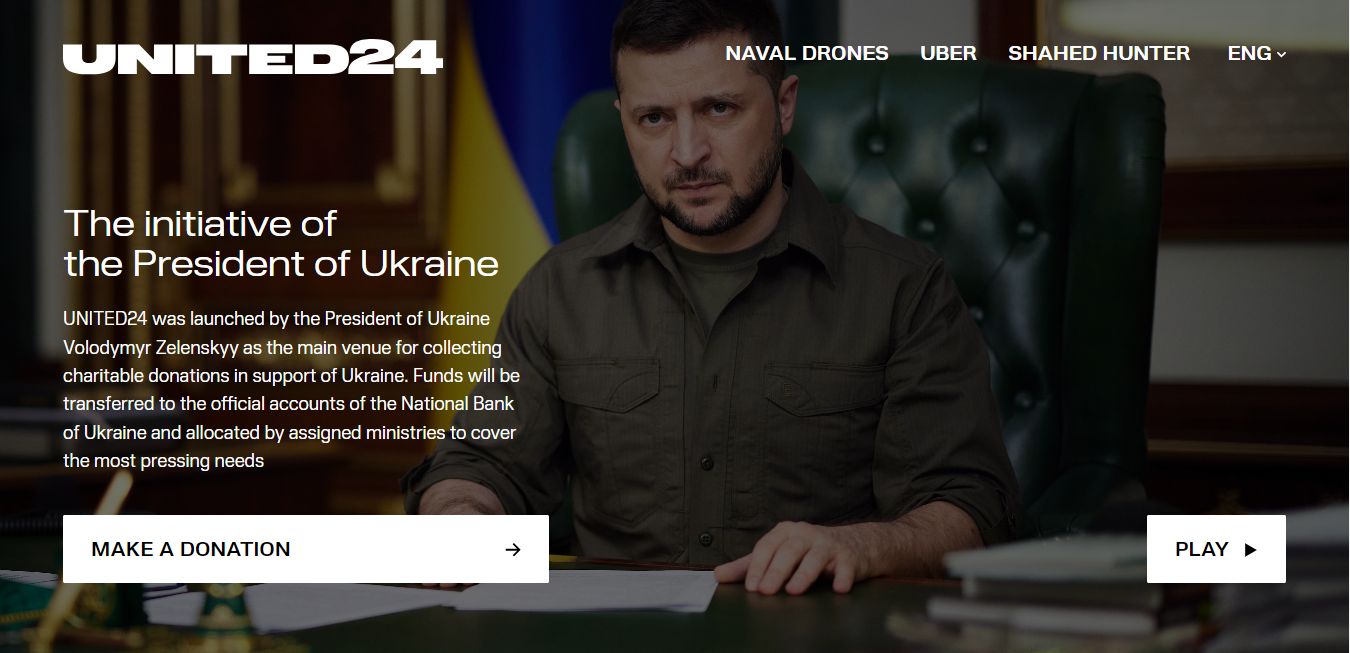 UNITED24
NAVAL DRONES
UBER
SHAHED HUNTER
ENG
The initiative of
the President of Ukraine
UNITED24 was launched by the President of Ukraine
Volodymyr Zelenskyy as the main venue for collecting
charitable donations in support of Ukraine. Funds will be
transferred to the official accounts of the National Bank
of Ukraine and allocated by assigned ministries to cover
the most pressing needs
MAKE A DONATION
PLAY